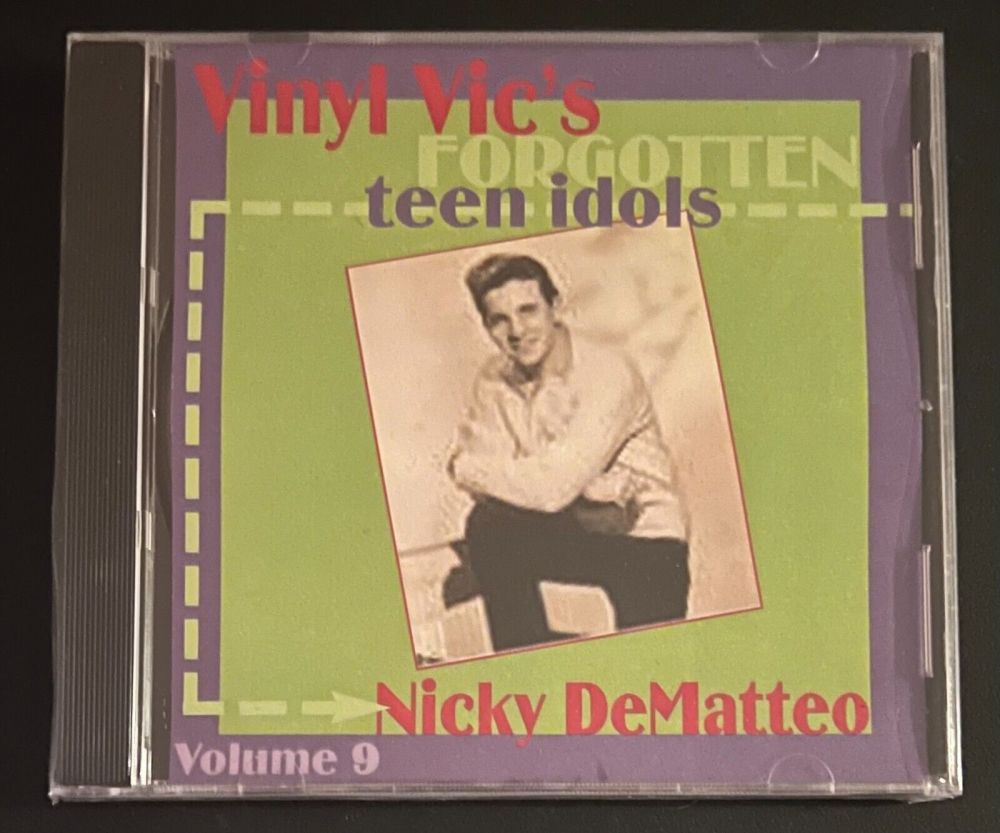 Vinyl Vic's
FORGOTTEN
teen idols
Nicky DeMatteo
Volume 9